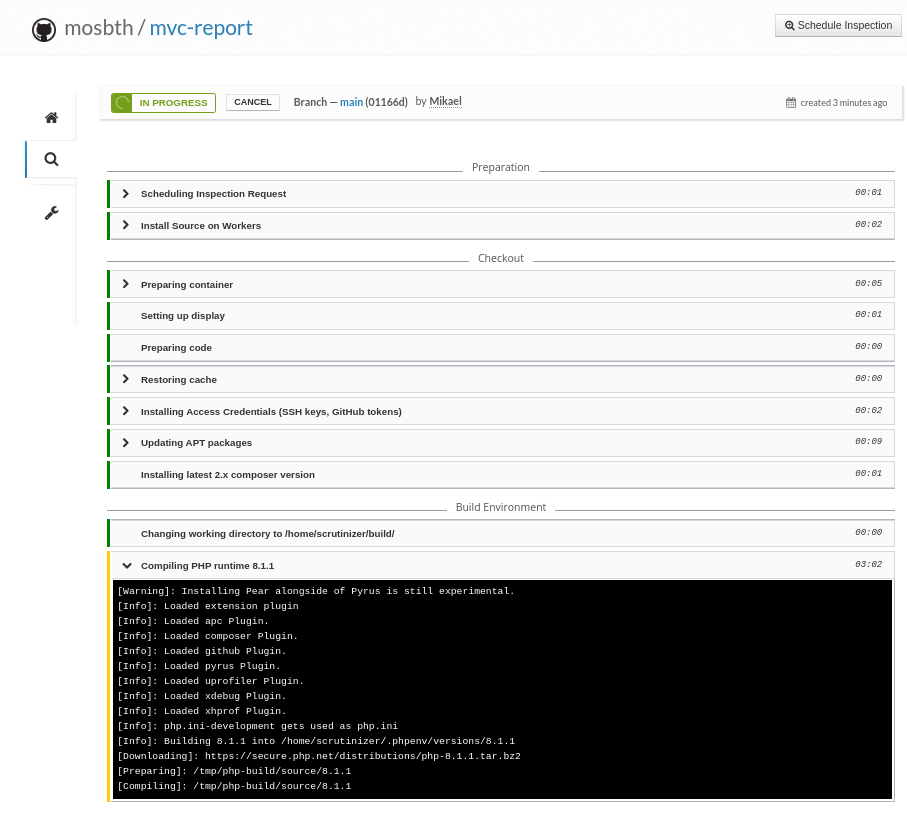 mosbth / mvc-report
Schedule Inspection
IN PROGRESS CANCEL Branch — main (01166d) by Mikael created 3 minutes ago
Preparation
Scheduling Inspection Request 00:01
Install Source on Workers 00:02
Checkout
Preparing container 00:05
Setting up display 00:01
Preparing code 00:00
Restoring cache 00:00
Installing Access Credentials (SSH keys, GitHub tokens) 00:02
Updating APT packages 00:09
Installing latest 2.x composer version 00:01
Build Environment
Changing working directory to /home/scrutinizer/build/ 00:00
Compiling PHP runtime 8.1.1 03:02
[Warning]: Installing Pear alongside of Pyrus is still experimental.
[Info]: Loaded extension plugin
[Info]: Loaded apc Plugin.
[Info]: Loaded composer Plugin.
[Info]: Loaded github Plugin.
[Info]: Loaded pyrus Plugin.
[Info]: Loaded uprofiler Plugin.
[Info]: Loaded xdebug Plugin.
[Info]: Loaded xhprof Plugin.
[Info]: php.ini-development gets used as php.ini
[Info]: Building 8.1.1 into /home/scrutinizer/.phpenv/versions/8.1.1
[Downloading]: https://secure.php.net/distributions/php-8.1.1.tar.bz2
[Preparing]: /tmp/php-build/source/8.1.1
[Compiling]: /tmp/php-build/source/8.1.1